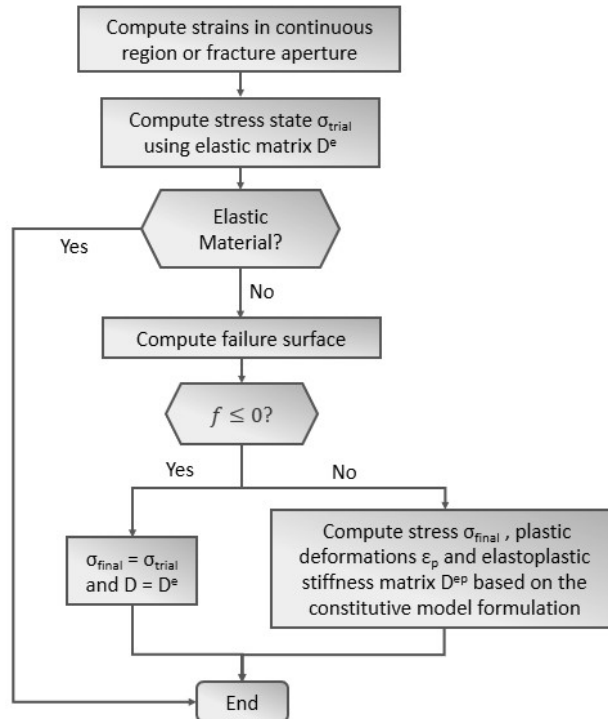 Compute strains in continuous
region or fracture aperture
Compute stress state σtrial
using elastic matrix Dᵉ
Elastic
Material?
Yes
No
Compute failure surface
f ≤ 0?
Yes
No
σfinal = σtrial
and D = Dᵉ
Compute stress σfinal , plastic
deformations εp and elastoplastic
stiffness matrix Dᵉᵖ based on the
constitutive model formulation
End